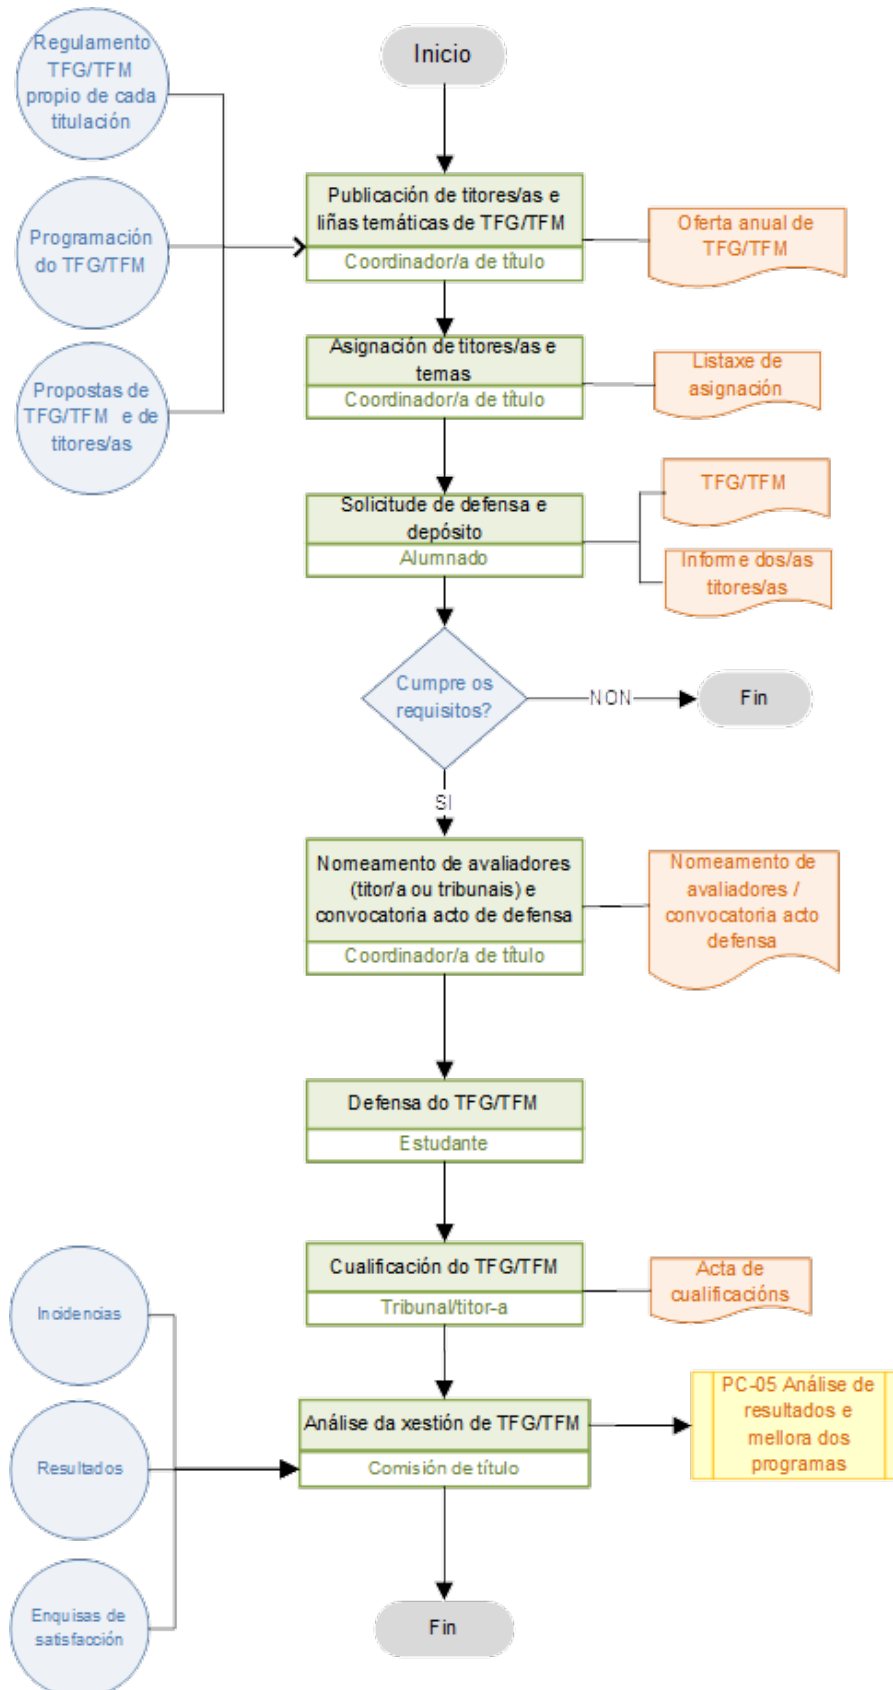 Regulamento
TFG/TFM
propio de cada
titulación
Inicio
Publicación de titores/as e
liñas temáticas de TFG/TFM
Coordinador/a de título
Oferta anual de
TFG/TFM
Programación
do TFG/TFM
Asignación de titores/as e
temas
Coordinador/a de título
Listaxe de
asignación
Propostas de
TFG/TFM e de
titores/as
Solicitude de defensa e
depósito
Alumnado
TFG/TFM
Informe dos/as
titores/as
Cumpre os
requisitos?
NON
Fin
SI
Nomeamento de avaliadores
(titor/a ou tribunais) e
convocatoria acto de defensa
Coordinador/a de título
Nomeamento de
avaliadores /
convocatoria acto
defensa
Defensa do TFG/TFM
Estudante
Cualificación do TFG/TFM
Tribunal/titor-a
Acta de
cualificacións
Incidencias
Análise da xestión de TFG/TFM
Comisión de título
PC-05 Análise de
resultados e
mellora dos
programas
Resultados
Enquisas de
satisfacción
Fin